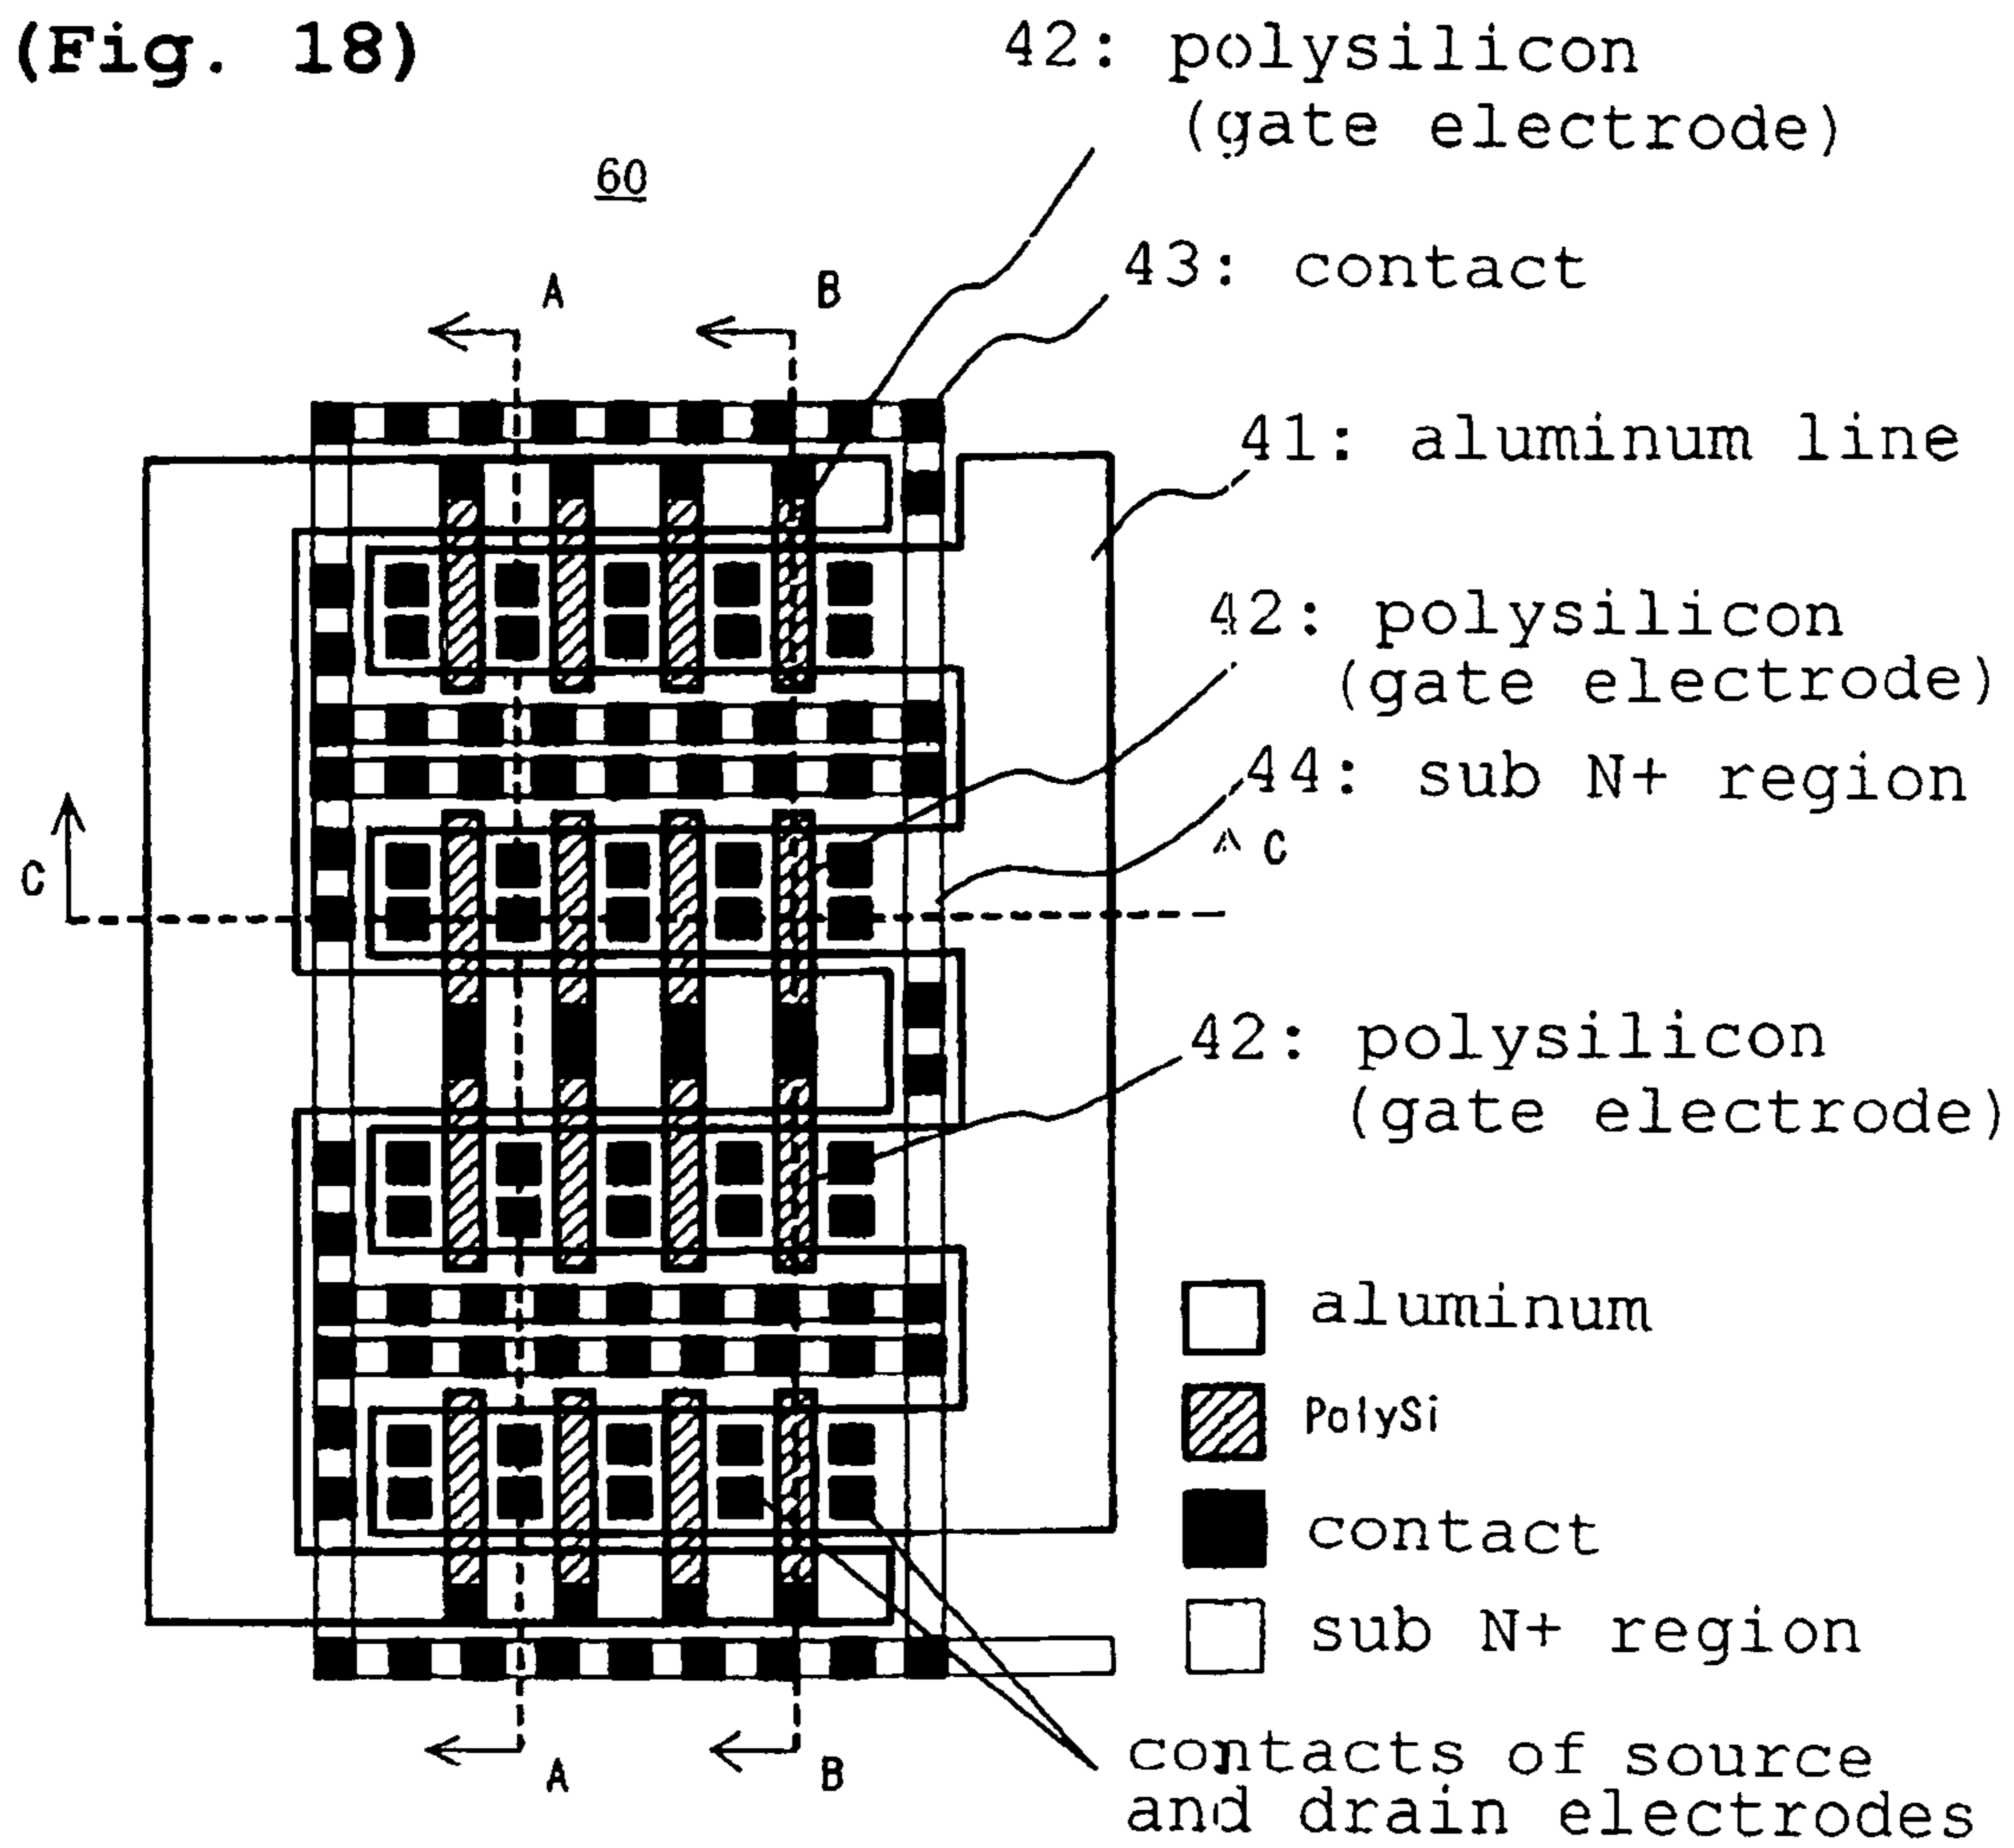 (Fig. 18)
42: polysilicon
(gate electrode)
60
43: contact
A
B
41: aluminum line
42: polysilicon
(gate electrode)
44: sub N+ region
C
C
42: polysilicon
(gate electrode)
aluminum
PolySi
contact
sub N+ region
A
B
contacts of source
and drain electrodes